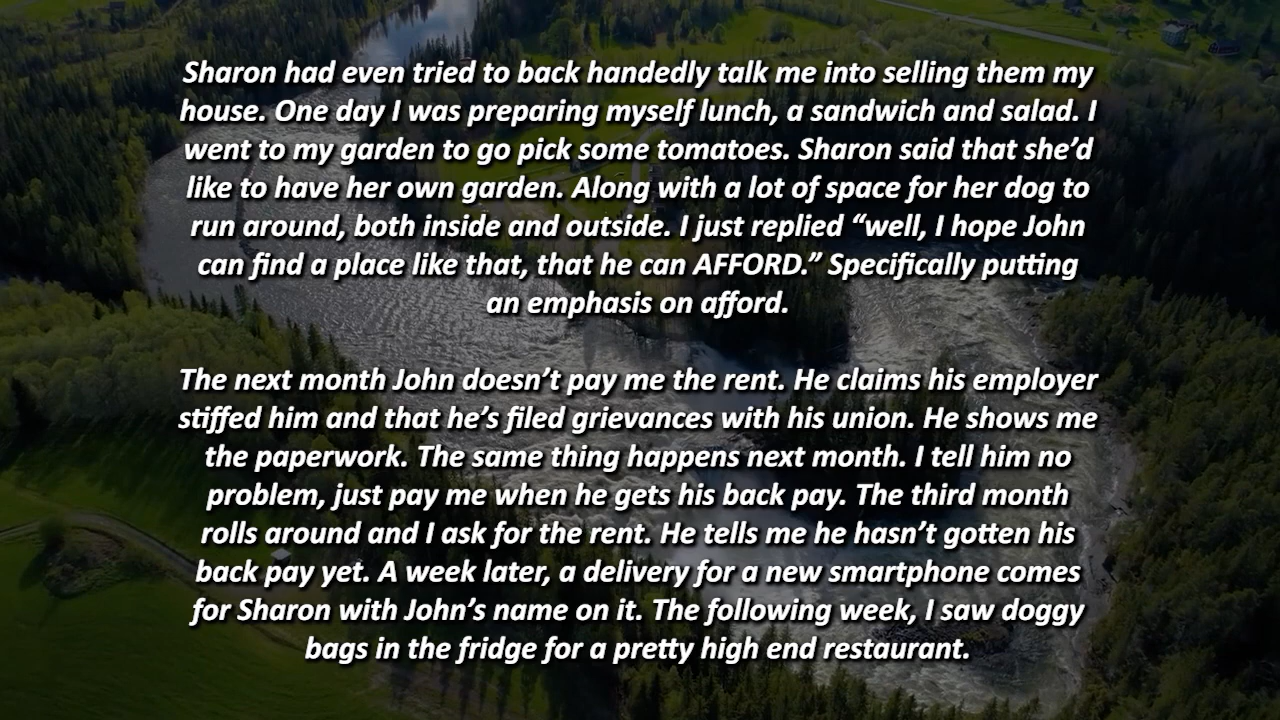 Sharon had even tried to back handedly talk me into selling them my
house. One day I was preparing myself lunch, a sandwich and salad. I
went to my garden to go pick some tomatoes. Sharon said that she’d
like to have her own garden. Along with a lot of space for her dog to
run around, both inside and outside. I just replied “well, I hope John
can find a place like that, that he can AFFORD.” Specifically putting
an emphasis on afford.
The next month John doesn’t pay me the rent. He claims his employer
stiffed him and that he’s filed grievances with his union. He shows me
the paperwork. The same thing happens next month. I tell him no
problem, just pay me when he gets his back pay. The third month
rolls around and I ask for the rent. He tells me he hasn’t gotten his
back pay yet. A week later, a delivery for a new smartphone comes
for Sharon with John’s name on it. The following week, I saw doggy
bags in the fridge for a pretty high end restaurant.